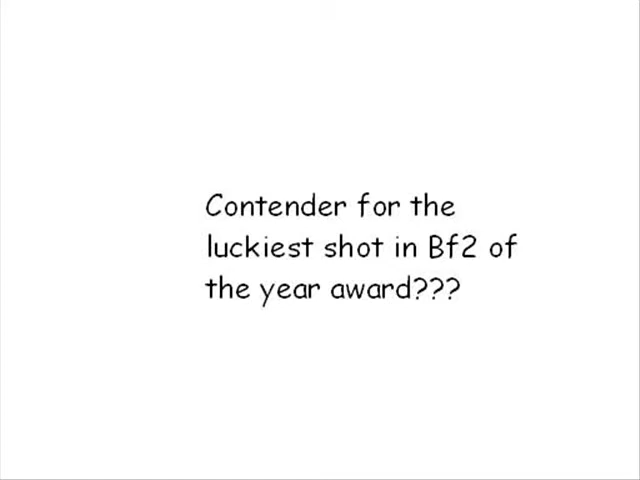 Contender for the
luckiest shot in Bf2 of
the year award???